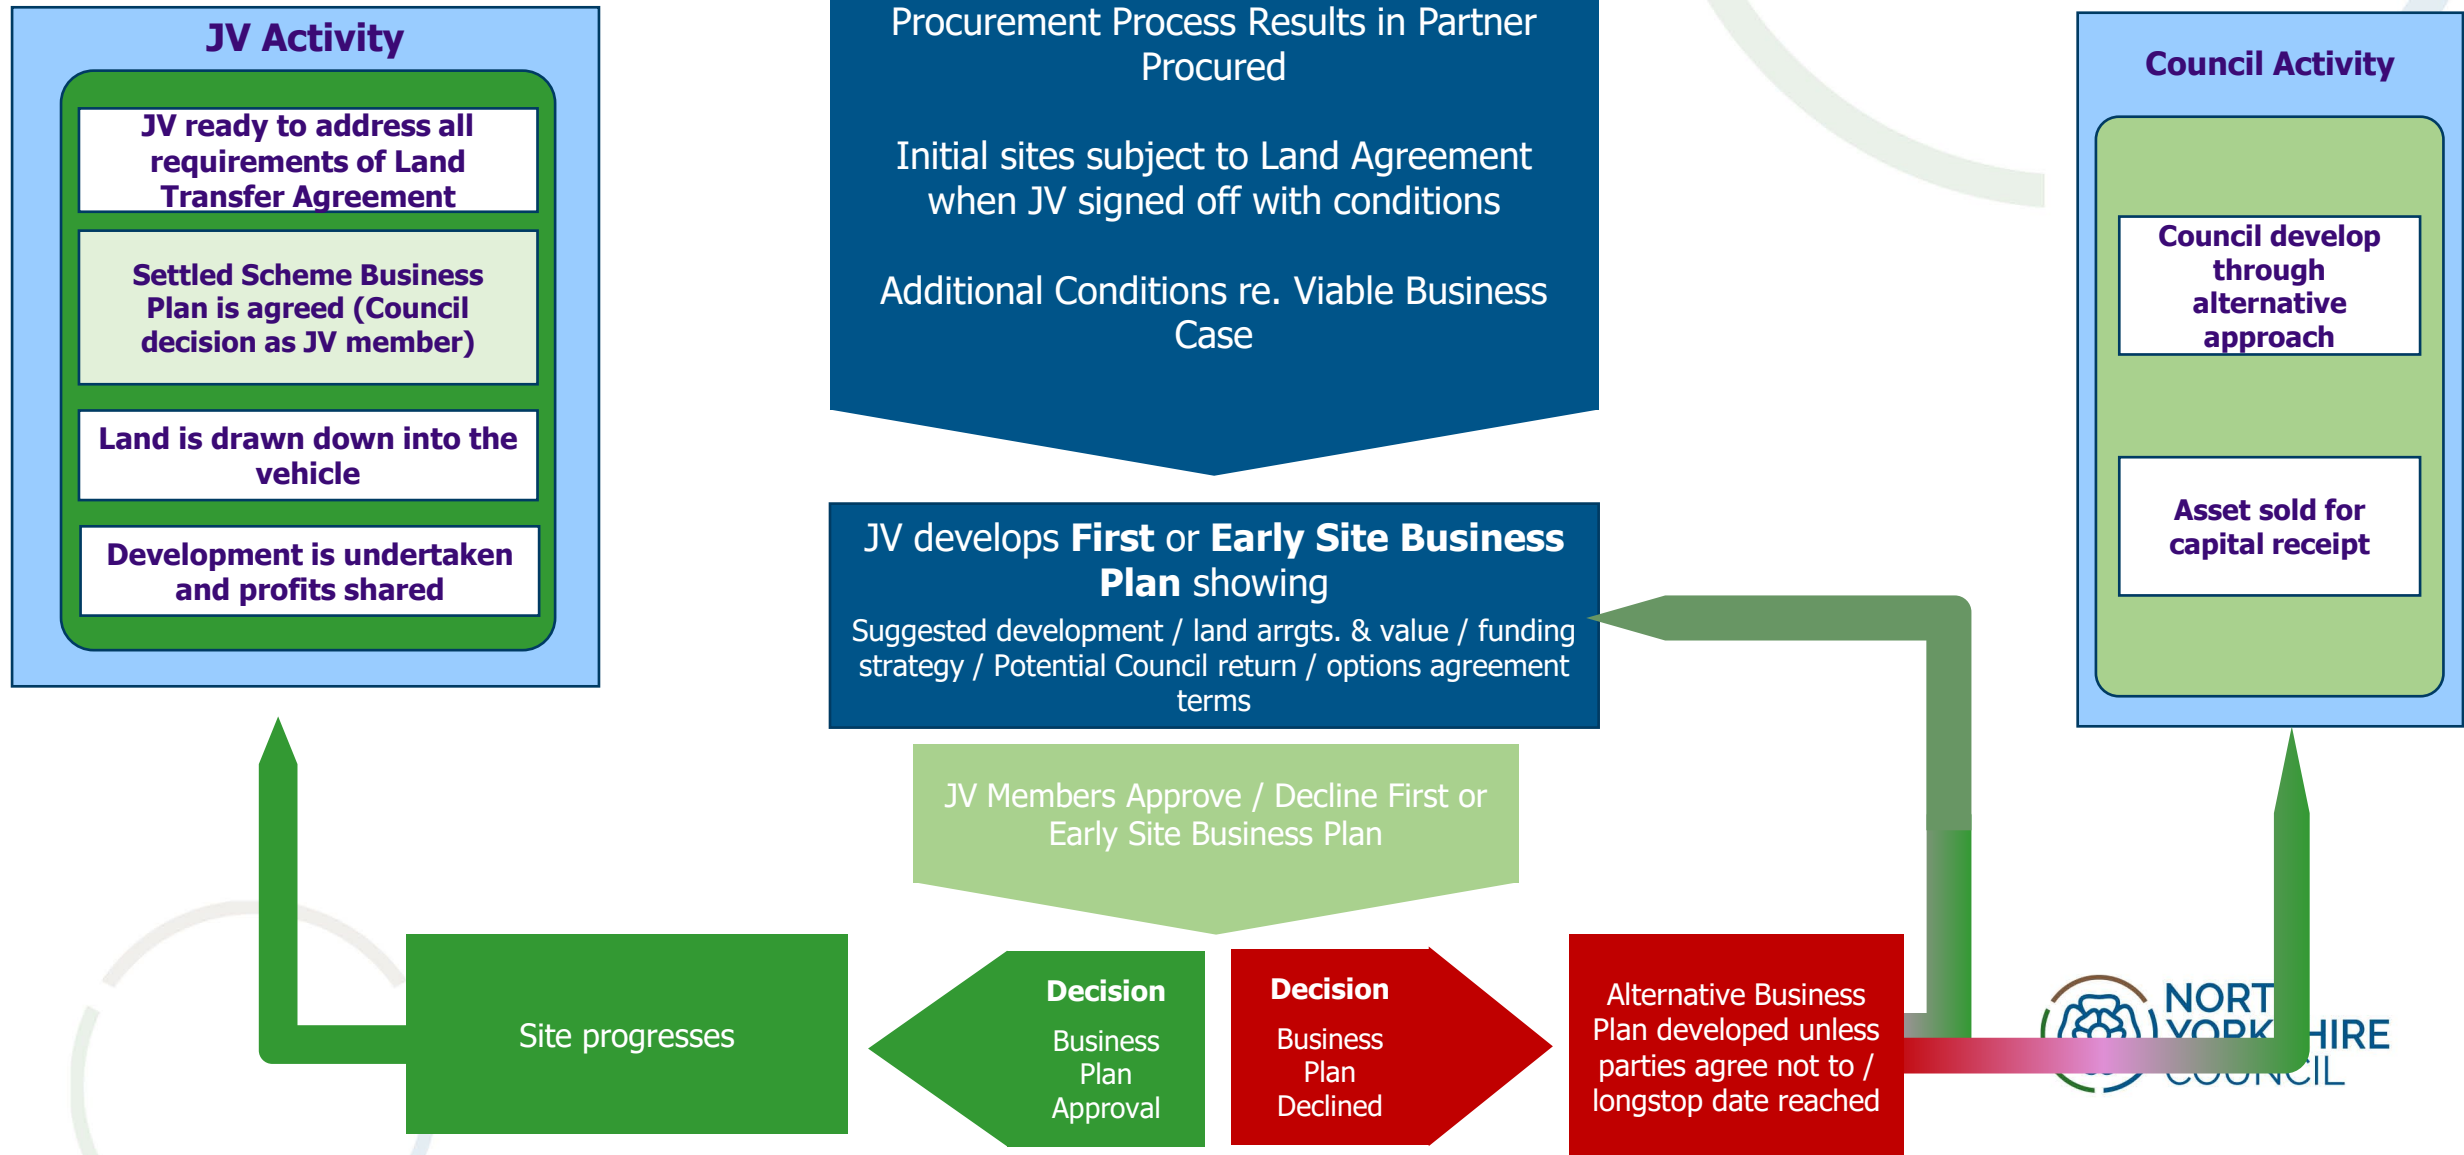 JV Activity
JV ready to address all
requirements of Land
Transfer Agreement
Settled Scheme Business
Plan is agreed (Council
decision as JV member)
Land is drawn down into the
vehicle
Development is undertaken
and profits shared
Procurement Process Results in Partner
Procured
Initial sites subject to Land Agreement
when JV signed off with conditions
Additional Conditions re. Viable Business
Case
JV develops First or Early Site Business
Plan showing
Suggested development / land arrgts. & value / funding
strategy / Potential Council return / options agreement
terms
JV Members Approve / Decline First or
Early Site Business Plan
Site progresses
Decision
Business
Plan
Approval
Decision
Business
Plan
Declined
Alternative Business
Plan developed unless
parties agree not to /
longstop date reached
Council Activity
Council develop
through
alternative
approach
Asset sold for
capital receipt
NORT
YORKSHIRE
COUNCIL